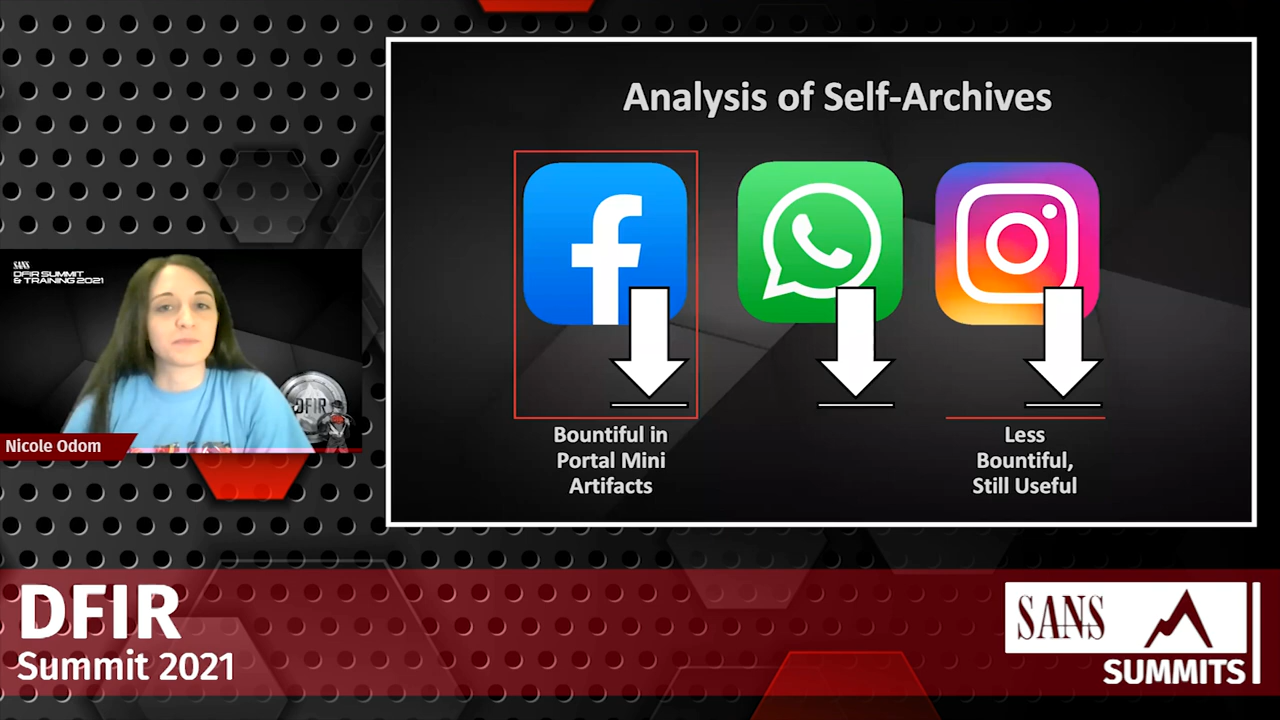 Analysis of Self-Archives
Bountiful in
Portal Mini
Artifacts
Less
Bountiful,
Still Useful
SANS
DFIR SUMMIT
& TRAINING 2021
DFIR
Nicole Odom
DFIR
Summit 2021
SANS
SUMMITS